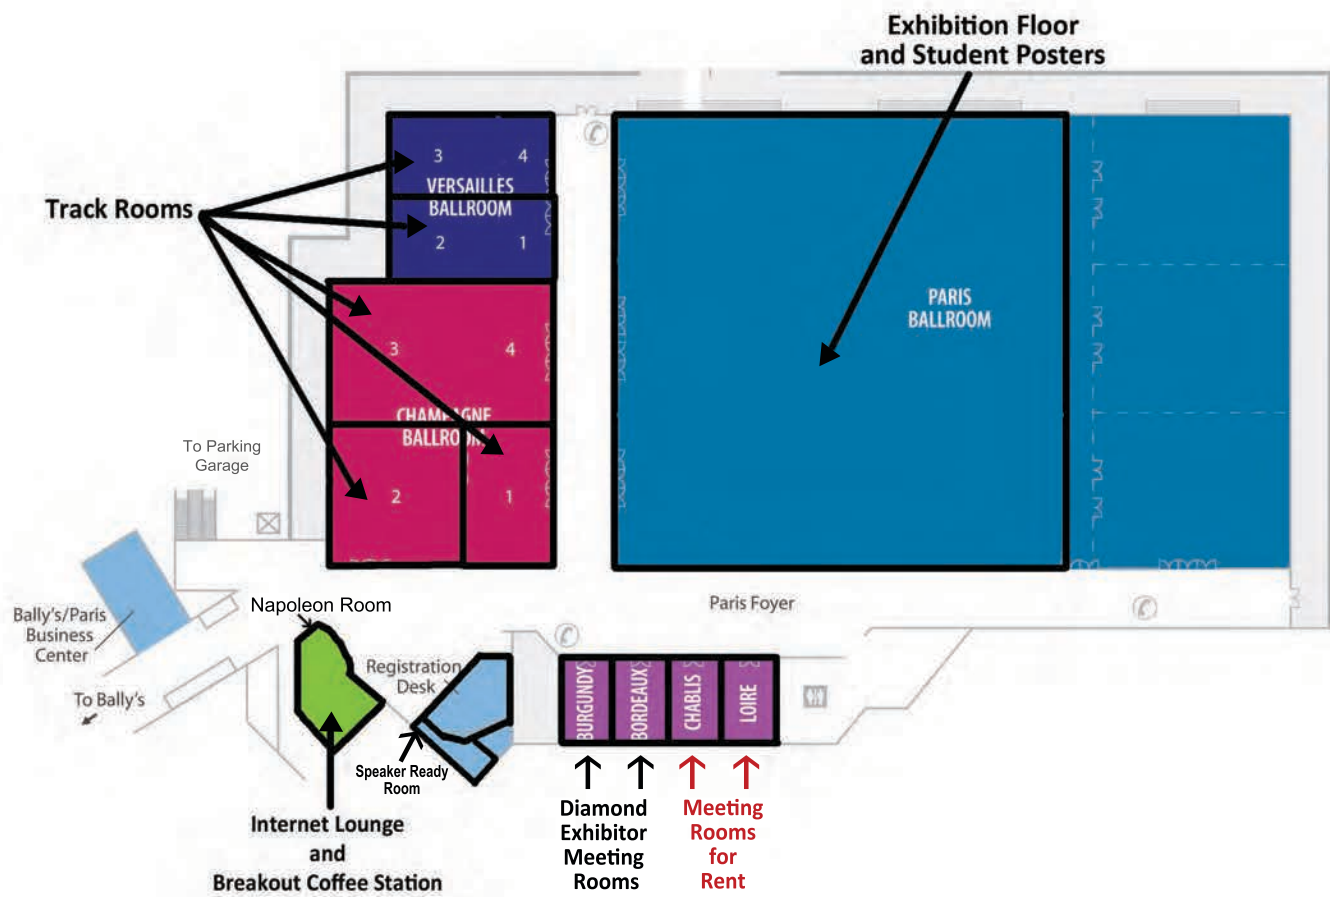 Exhibition Floor
and Student Posters
Track Rooms
3
4
VERSAILLES
BALLROOM
2
1
3
4
CHAMPAGNE
BALLROOM
2
1
PARIS
BALLROOM
To Parking
Garage
Bally's/Paris
Business
Center
To Bally's
Napoleon Room
Registration
Desk
Speaker Ready
Room
Paris Foyer
BURGUNDY
BORDEAUX
CHABLIS
LOIRE
Internet Lounge
and
Breakout Coffee Station
Diamond
Exhibitor
Meeting
Rooms
Meeting
Rooms
for
Rent